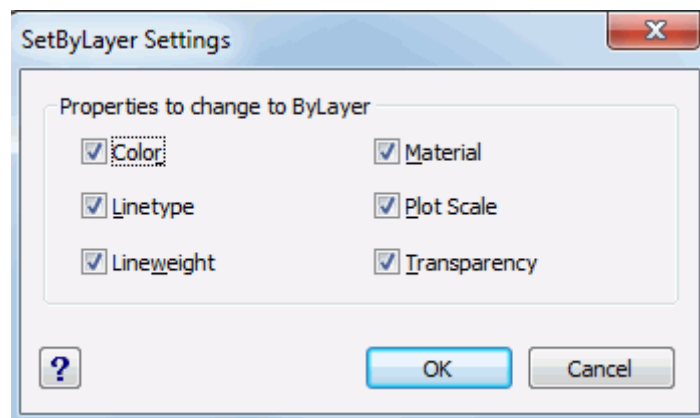 SetByLayer Settings
X
Properties to change to ByLayer
Color
Material
Linetype
Plot Scale
Lineweight
Transparency
?
OK
Cancel